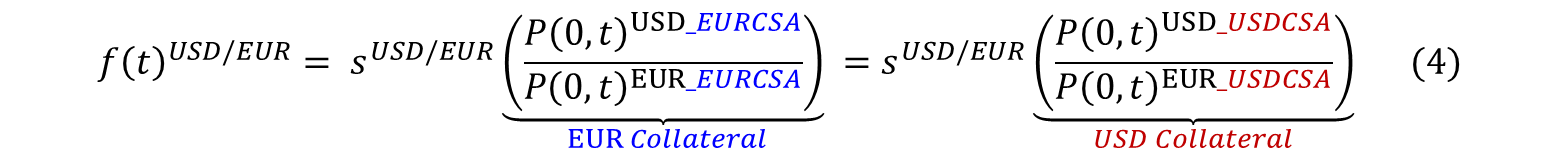 f(t)^{USD/EUR} = s^{USD/EUR} (P(0,t)^{USD_EURCSA} / P(0,t)^{EUR_EURCSA}) = s^{USD/EUR} (P(0,t)^{USD_USDCSA} / P(0,t)^{EUR_USDCSA}) (4)
EUR Collateral USD Collateral